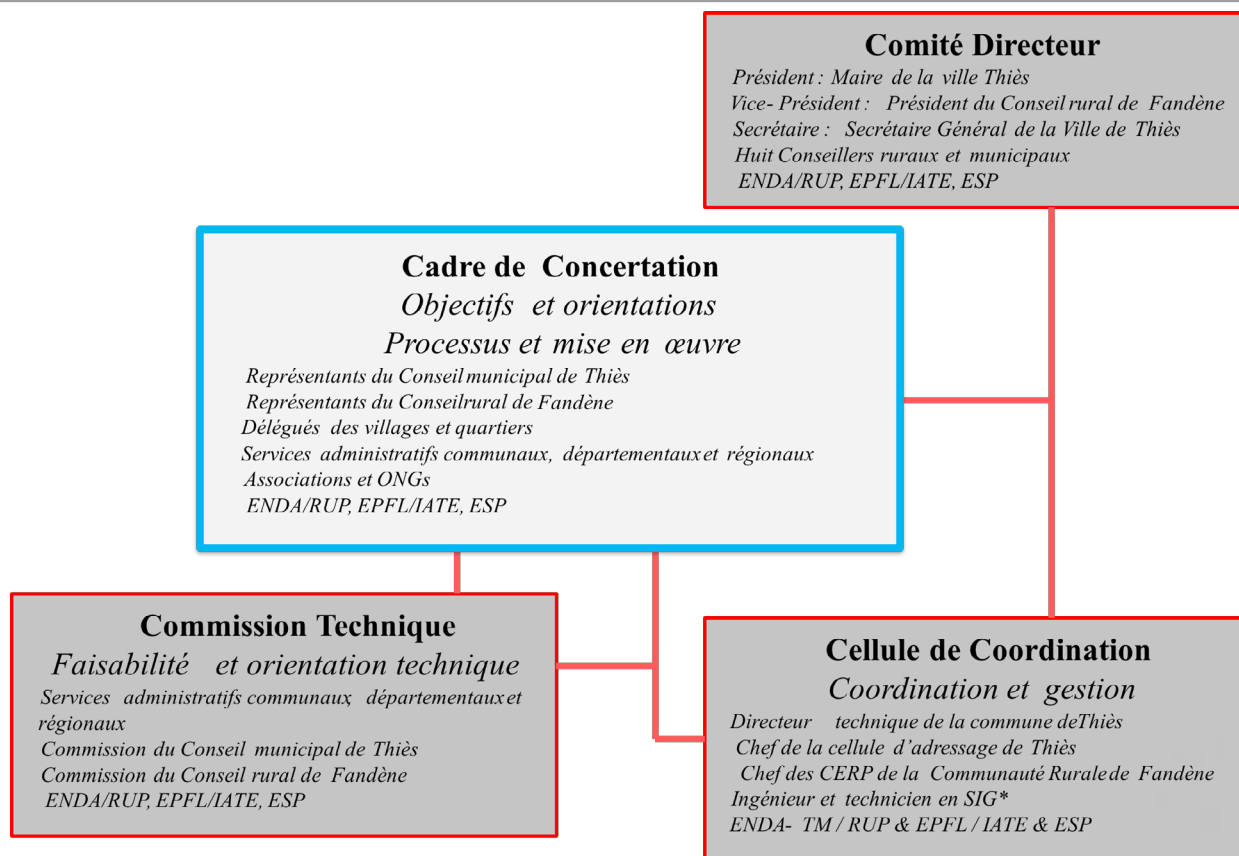 Comité Directeur
Président : Maire de la ville Thiès
Vice- Président : Président du Conseil rural de Fandène
Secrétaire : Secrétaire Général de la Ville de Thiès
Huit Conseillers ruraux et municipaux
ENDA/RUP, EPFL/IATE, ESP
Cadre de Concertation
Objectifs et orientations
Processus et mise en œuvre
Représentants du Conseil municipal de Thiès
Représentants du Conseilrural de Fandène
Délégués des villages et quartiers
Services administratifs communaux, départementaux et régionaux
Associations et ONGs
ENDA/RUP, EPFL/IATE, ESP
Commission Technique
Faisabilité et orientation technique
Services administratifs communaux, départementaux et
régionaux
Commission du Conseil municipal de Thiès
Commission du Conseil rural de Fandène
ENDA/RUP, EPFL/IATE, ESP
Cellule de Coordination
Coordination et gestion
Directeur technique de la commune deThiès
Chef de la cellule d’adressage de Thiès
Chef des CERP de la Communauté Rurale de Fandène
Ingénieur et technicien en SIG*
ENDA- TM / RUP & EPFL / IATE & ESP